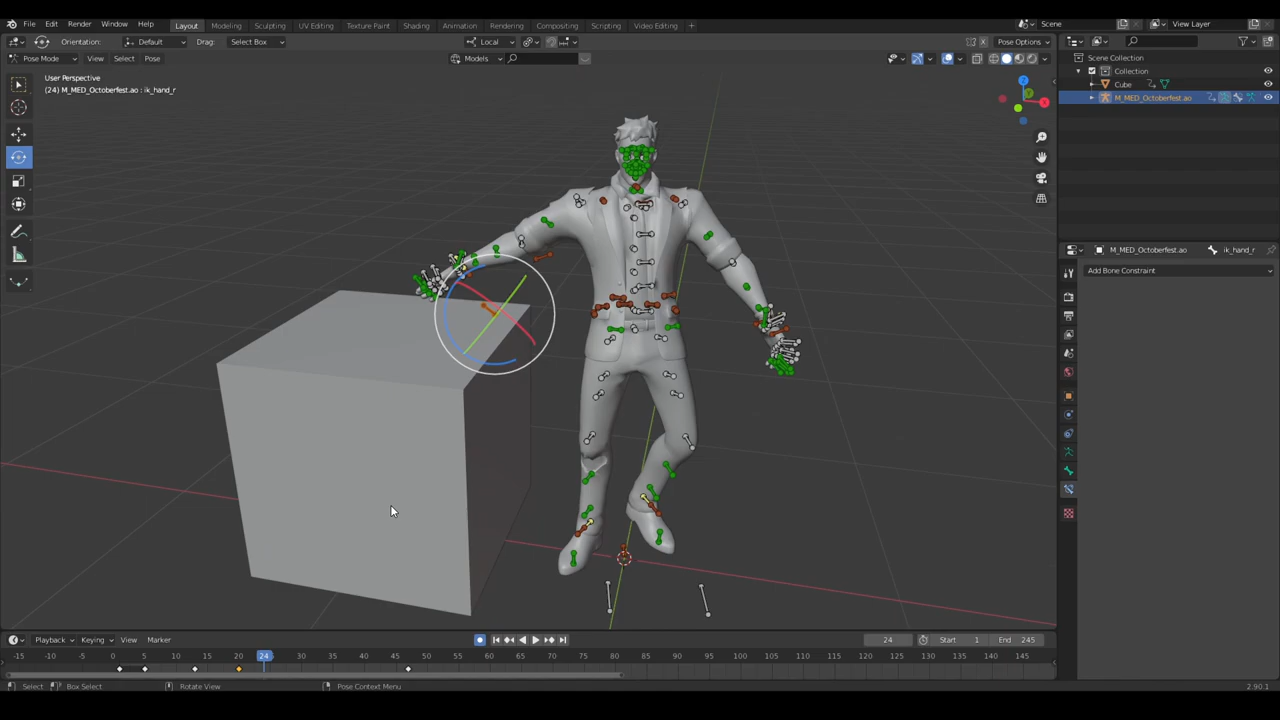 File Edit Render Window Help Layout Modeling Sculpting UV Editing Texture Paint Shading Animation Rendering Compositing Scripting Video Editing + Scene View Layer
Orientation: Default Drag: Select Box Local Pose Options
Pose Mode View Select Pose Models
Scene Collection
Collection
Cube
M_MED_Octoberfest.ao
User Perspective
(24) M_MED_Octoberfest.ao : ik_hand_r
Z
Y
X
M_MED_Octoberfest.ao ik_hand_r
Add Bone Constraint
Playback Keying View Marker 24 Start 1 End 245
-15 -10 -5 0 5 10 15 20 24 30 35 40 45 50 55 60 65 70 75 80 85 90 95 100 105 110 115 120 125 130 135 140 145
Select Box Select Rotate View Pose Context Menu 2.90.1